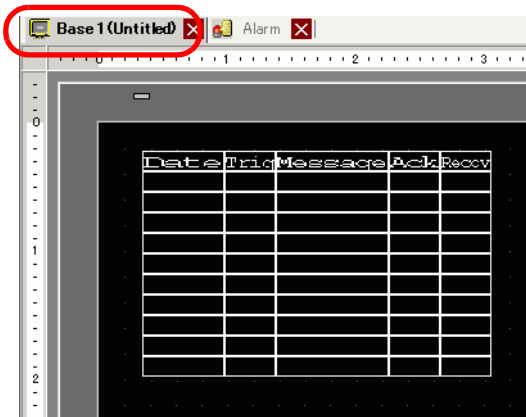 Base 1 (Untitled) Alarm
0 1 2 3
0
Date Trig Message Ack Recov
1
2